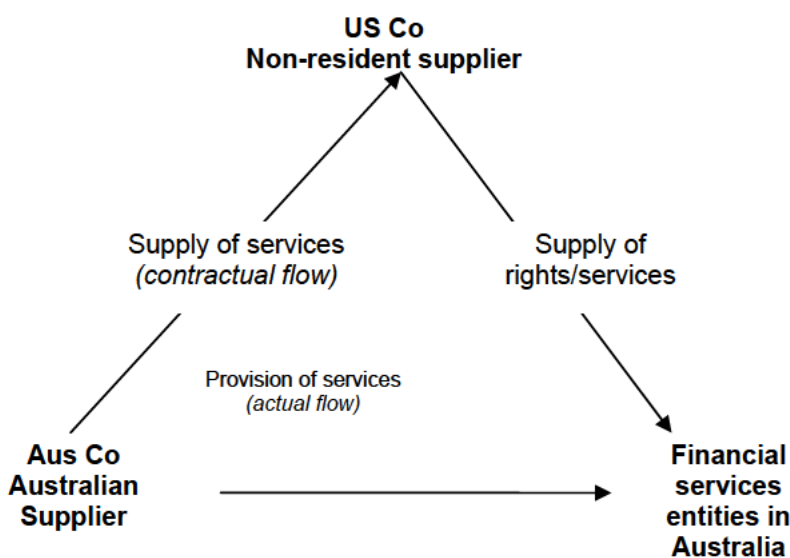 US Co
Non-resident supplier
Supply of services
(contractual flow)
Supply of
rights/services
Provision of services
(actual flow)
Aus Co
Australian
Supplier
Financial
services
entities in
Australia